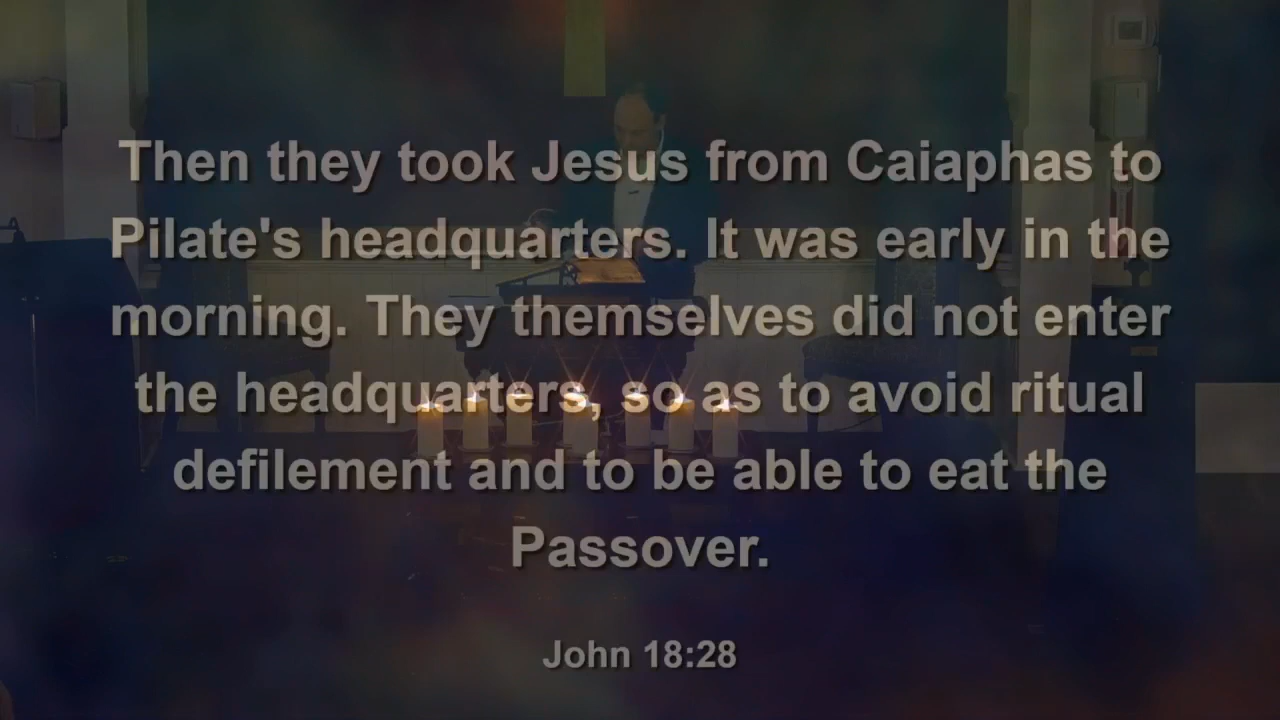 Then they took Jesus from Caiaphas to
Pilate's headquarters. It was early in the
morning. They themselves did not enter
the headquarters, so as to avoid ritual
defilement and to be able to eat the
Passover.
John 18:28